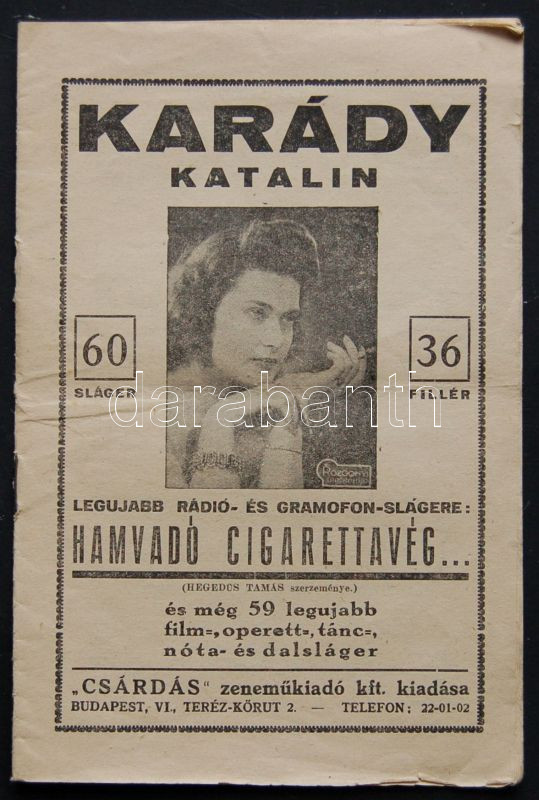 KARÁDY
KATALIN
60
SLÁGER
36
FILLÉR
darabanth
LEGUJABB RÁDIÓ- ÉS GRAMOFON-SLÁGERE:
HAMVADÓ CIGARETTAVÉG...
(HEGEDŰS TAMÁS szerzeménye.)
és még 59 legujabb
film=, operett=, tánc=,
nóta- és dalsláger
„CSÁRDÁS" zeneműkiadó kft. kiadása
BUDAPEST, VI., TERÉZ-KÖRUT 2. — TELEFON: 22-01-02